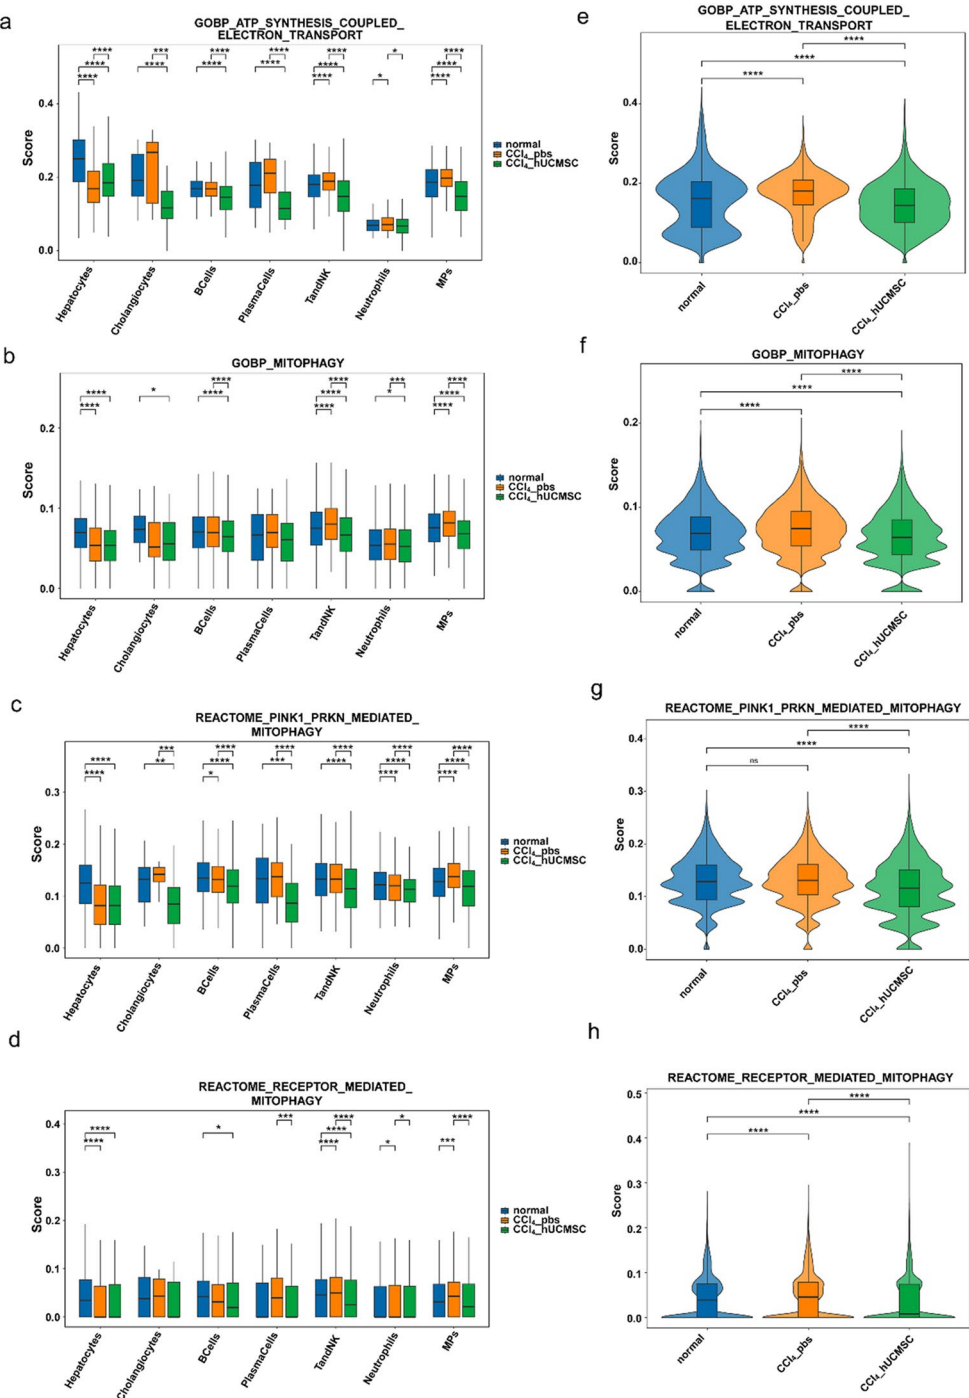 a
GOBP_ATP_SYNTHESIS_COUPLED_
ELECTRON_TRANSPORT
**** *** **** **** **** * ****
**** **** **** **** **** ****
**** **** * ****
Score
0.4
0.2
0.0
normal
CCl₄_pbs
CCl₄_hUCMSC
Hepatocytes
Cholangiocytes
BCells
PlasmaCells
TandNK
Neutrophils
MPs
b
GOBP_MITOPHAGY
**** **** *** ****
**** * **** **** * ****
**** **** ****
Score
0.2
0.1
0.0
normal
CCl₄_pbs
CCl₄_hUCMSC
Hepatocytes
Cholangiocytes
BCells
PlasmaCells
TandNK
Neutrophils
MPs
c
REACTOME_PINK1_PRKN_MEDIATED_
MITOPHAGY
*** **** **** **** **** ****
**** ** **** *** **** **** ****
**** * **** ****
Score
0.3
0.2
0.1
0.0
normal
CCl₄_pbs
CCl₄_hUCMSC
Hepatocytes
Cholangiocytes
BCells
PlasmaCells
TandNK
Neutrophils
MPs
d
REACTOME_RECEPTOR_MEDIATED_
MITOPHAGY
*** **** * ****
**** * ****
**** **** * ***
Score
0.4
0.3
0.2
0.1
0.0
normal
CCl₄_pbs
CCl₄_hUCMSC
Hepatocytes
Cholangiocytes
BCells
PlasmaCells
TandNK
Neutrophils
MPs
e
GOBP_ATP_SYNTHESIS_COUPLED_
ELECTRON_TRANSPORT
****
****
****
Score
0.4
0.2
0.0
normal
CCl₄_pbs
CCl₄_hUCMSC
f
GOBP_MITOPHAGY
****
****
****
Score
0.2
0.1
0.0
normal
CCl₄_pbs
CCl₄_hUCMSC
g
REACTOME_PINK1_PRKN_MEDIATED_MITOPHAGY
****
****
ns
Score
0.4
0.3
0.2
0.1
0.0
normal
CCl₄_pbs
CCl₄_hUCMSC
h
REACTOME_RECEPTOR_MEDIATED_MITOPHAGY
****
****
****
Score
0.5
0.4
0.3
0.2
0.1
0.0
normal
CCl₄_pbs
CCl₄_hUCMSC